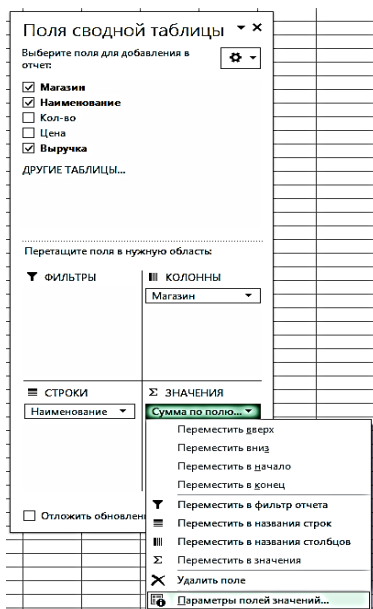 Поля сводной таблицы
Выберите поля для добавления в
отчет:
Магазин
Наименование
Кол-во
Цена
Выручка
ДРУГИЕ ТАБЛИЦЫ...
Перетащите поля в нужную область:
ФИЛЬТРЫ
КОЛОННЫ
Магазин
СТРОКИ
Наименование
Σ ЗНАЧЕНИЯ
Сумма по полю...
Переместить вверх
Переместить вниз
Переместить в начало
Переместить в конец
Переместить в фильтр отчета
Переместить в названия строк
Переместить в названия столбцов
Σ Переместить в значения
Удалить поле
Параметры полей значений...
Отложить обновлен